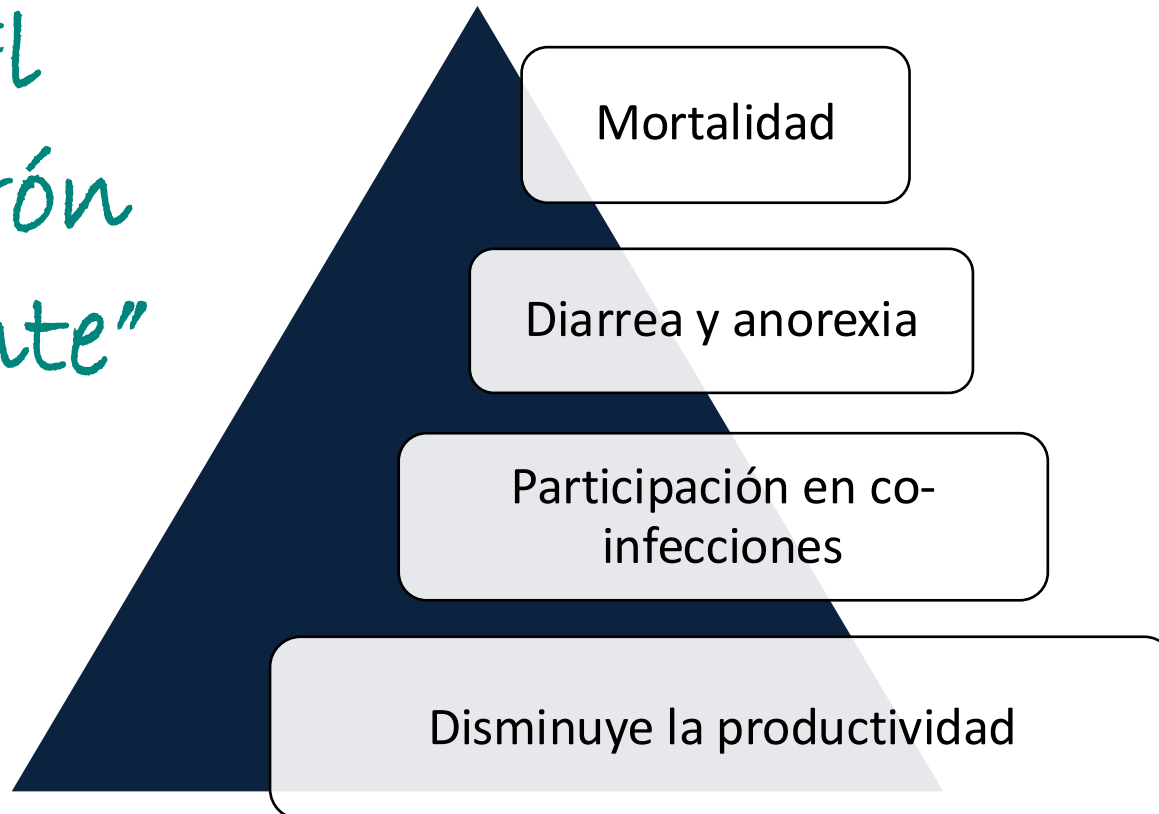 Mortalidad
Diarrea y anorexia
Participación en co-
infecciones
Disminuye la productividad